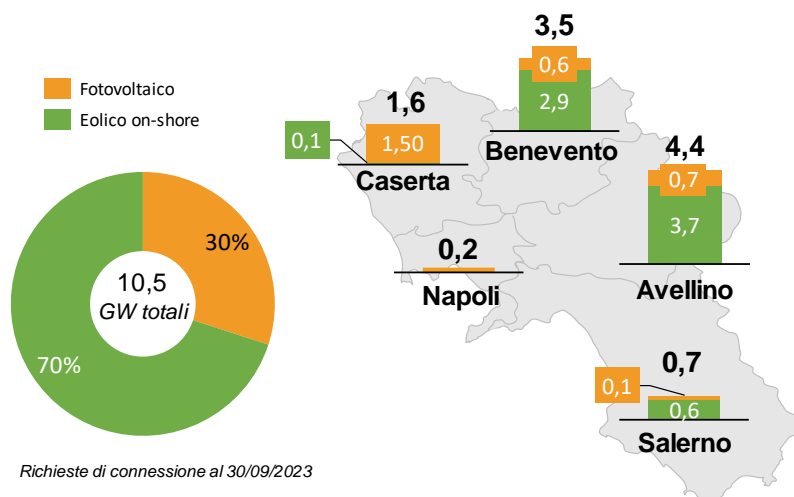 Fotovoltaico
Eolico on-shore
30%
10,5
GW totali
70%
Richieste di connessione al 30/09/2023
3,5
0,6
2,9
Benevento
1,6
0,1
1,50
Caserta
4,4
0,7
3,7
Avellino
0,2
Napoli
0,7
0,1
0,6
Salerno